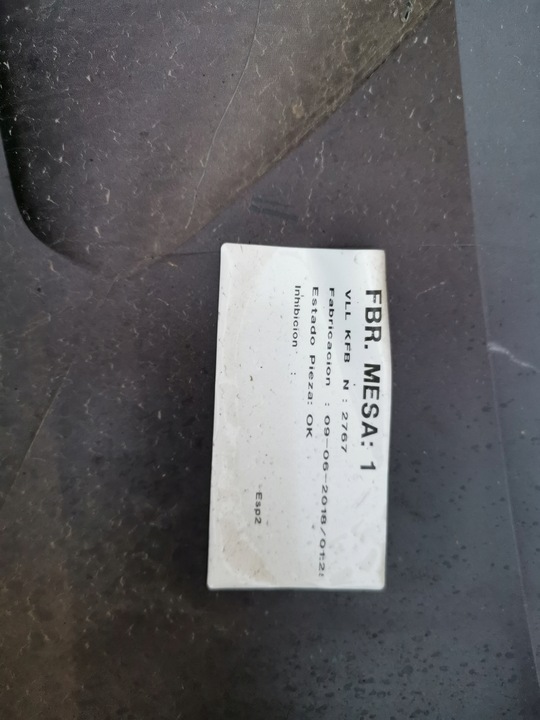 FBR. MESA: 1
VLL KFB N : 2767
Fabricacion : 09-06-2018/01:2
Estado Pieza: OK
Inhibicion :
Esp2